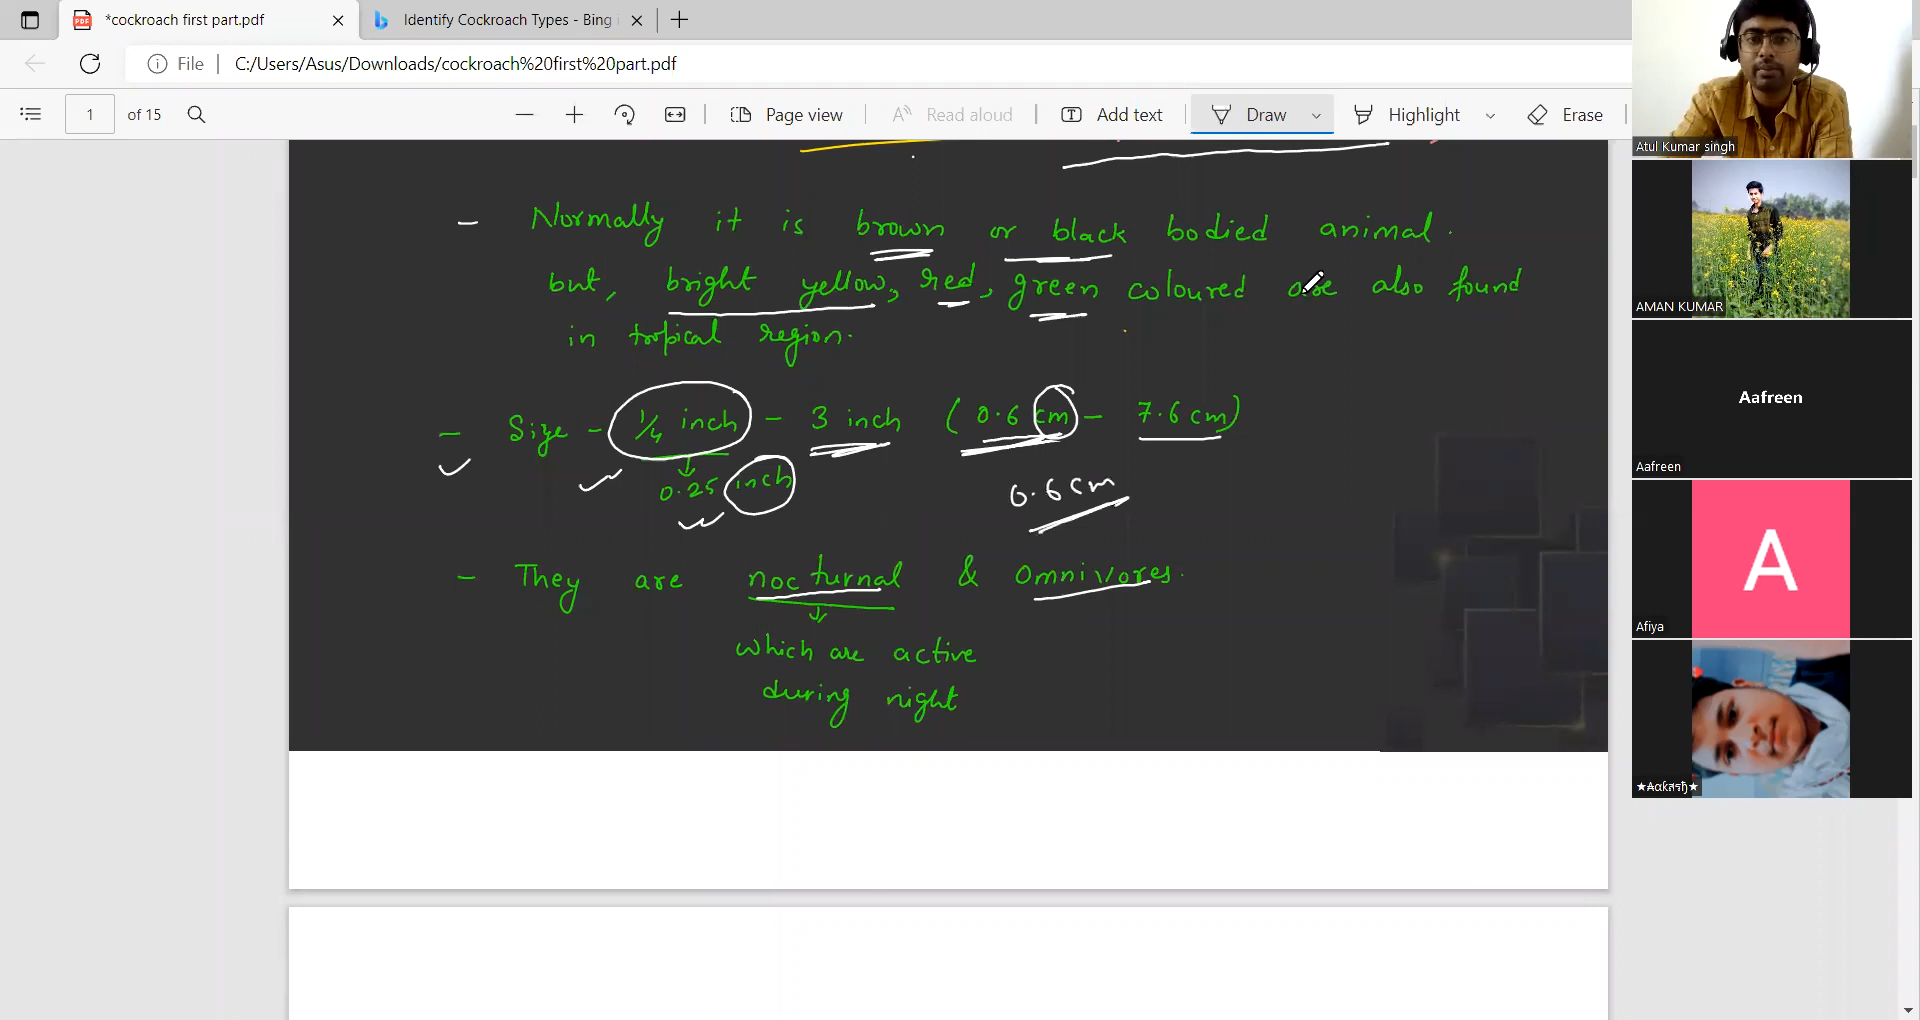 *cockroach first part.pdf
Identify Cockroach Types - Bing i
File
C:/Users/Asus/Downloads/cockroach%20first%20part.pdf
1 of 15
Page view
Read aloud
Add text
Draw
Highlight
Erase
- Normally it is brown or black bodied animal.
but, bright yellow, red, green coloured are also found
in tropical region.
- Size - 1/4 inch - 3 inch (0.6 cm - 7.6 cm)
0.25 inch
0.6 cm
- They are nocturnal & omnivores.
which are active
during night
Atul Kumar singh
AMAN KUMAR
Aafreen
Aafreen
A
Afiya